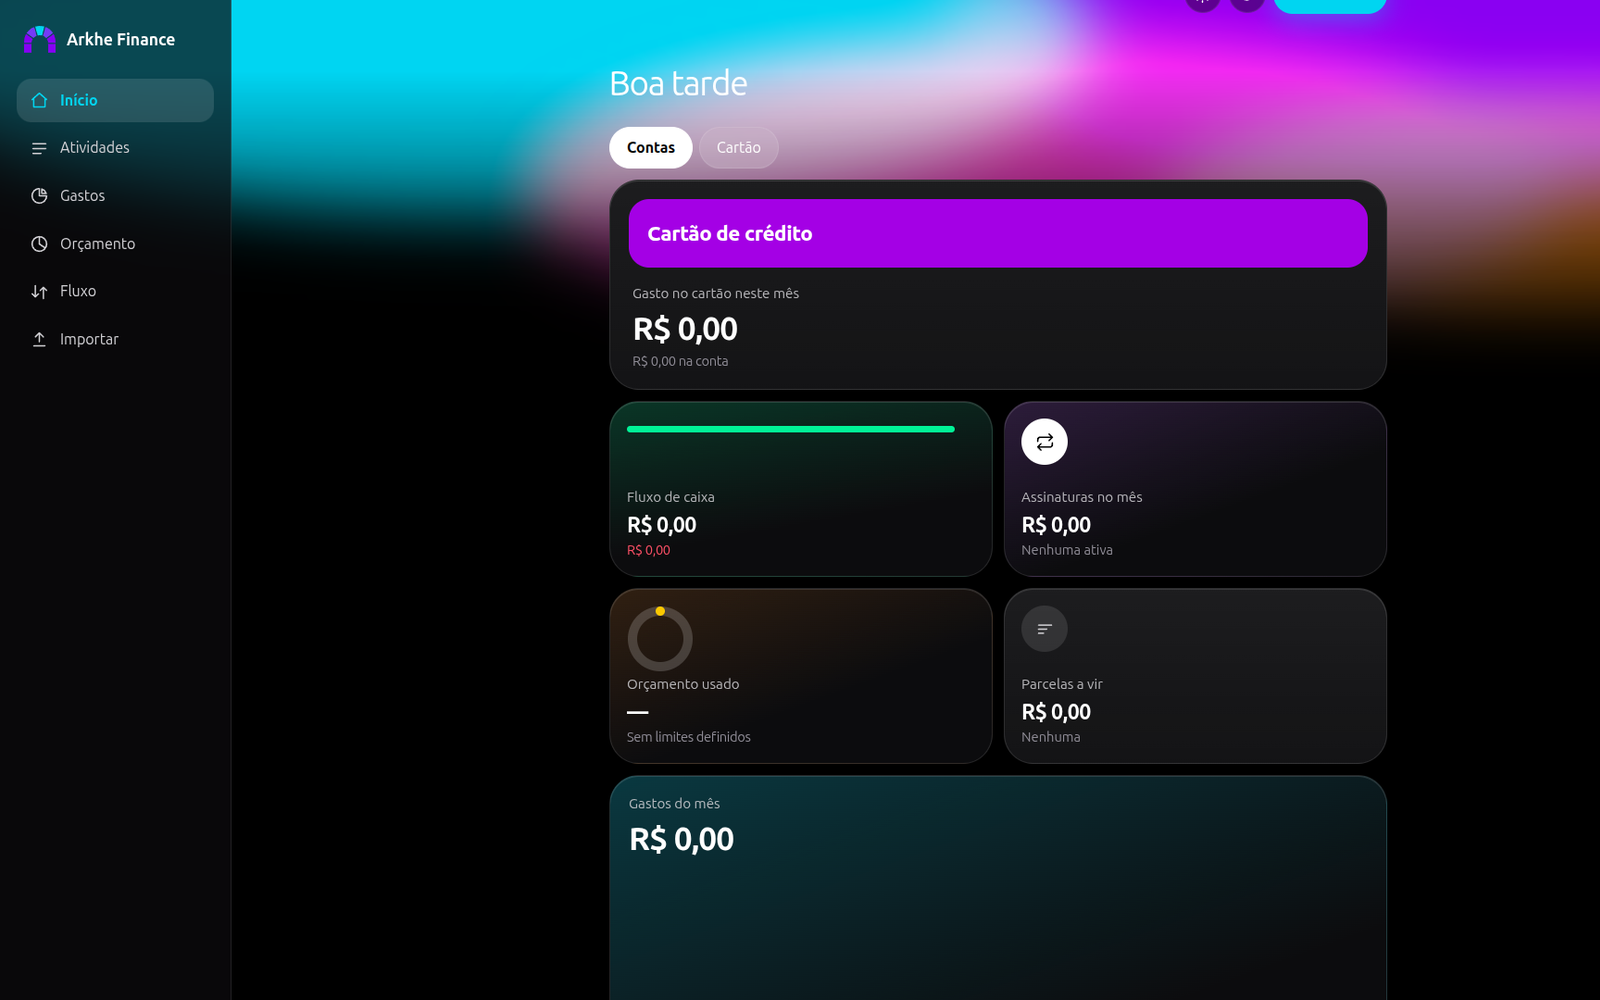 Arkhe Finance
Início
Atividades
Gastos
Orçamento
Fluxo
Importar
Boa tarde
Contas
Cartão
Cartão de crédito
Gasto no cartão neste mês
R$ 0,00
R$ 0,00 na conta
Fluxo de caixa
R$ 0,00
R$ 0,00
Assinaturas no mês
R$ 0,00
Nenhuma ativa
Orçamento usado
—
Sem limites definidos
Parcelas a vir
R$ 0,00
Nenhuma
Gastos do mês
R$ 0,00